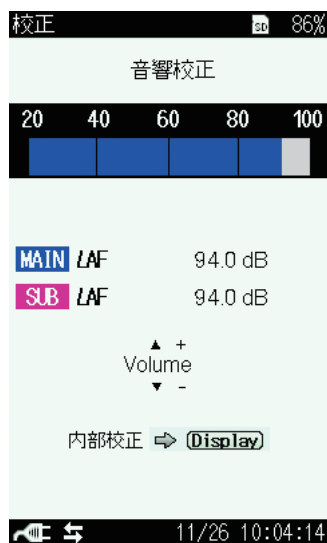 校正 SD 86%
音響校正
20 40 60 80 100
MAIN LAF 94.0 dB
SUB LAF 94.0 dB
▲ +
Volume
▼ -
内部校正 ⇨ (Display)
11/26 10:04:14